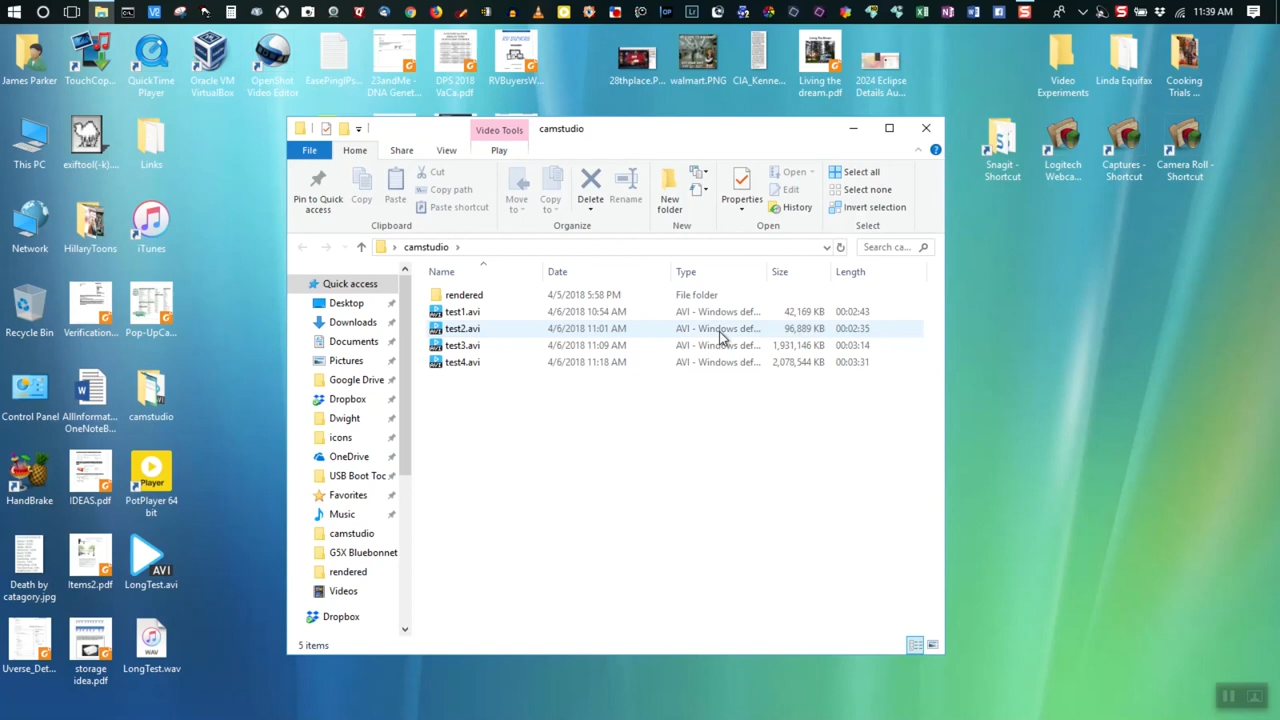 11:39 AM
James Parker
TouchCop...
QuickTime
Player
Oracle VM
VirtualBox
OpenShot
Video Editor
EasePingIPs...
23andMe -
DNA Genet...
DPS 2018
VaCa.pdf
RVBuyersW...
28thplace.P...
walmart.PNG
CIA_Kenne...
Living the
dream.pdf
2024 Eclipse
Details Au...
Video
Experiments
Linda Equifax
Cooking
Trials ...
This PC
exiftool(-k)....
Links
Snagit -
Shortcut
Logitech
Webca...
Captures -
Shortcut
Camera Roll -
Shortcut
Network
HillaryToons
iTunes
Recycle Bin
Verification...
Pop-UpCa...
Control Panel
AllInformat...
OneNoteB...
camstudio
HandBrake
IDEAS.pdf
Player
PotPlayer 64
bit
Death by
catagory.jpg
Items2.pdf
AVI
LongTest.avi
Uverse_Det...
storage
idea.pdf
WAV
LongTest.wav
Video Tools
camstudio
File
Home
Share
View
Play
Pin to Quick
access
Copy
Paste
Cut
Copy path
Paste shortcut
Clipboard
Move
to
Copy
to
Delete
Rename
Organize
New
folder
New
Properties
Open
Edit
History
Open
Select all
Select none
Invert selection
Select
camstudio
Search ca...
Quick access
Desktop
Downloads
Documents
Pictures
Google Drive
Dropbox
Dwight
icons
OneDrive
USB Boot Toc
Favorites
Music
camstudio
G5X Bluebonnet
rendered
Videos
Dropbox
Name Date Type Size Length
rendered 4/5/2018 5:58 PM File folder
test1.avi 4/6/2018 10:54 AM AVI - Windows def... 42,169 KB 00:02:43
test2.avi 4/6/2018 11:01 AM AVI - Windows def... 96,889 KB 00:02:35
test3.avi 4/6/2018 11:09 AM AVI - Windows def... 1,931,146 KB 00:03:14
test4.avi 4/6/2018 11:18 AM AVI - Windows def... 2,078,544 KB 00:03:31
5 items